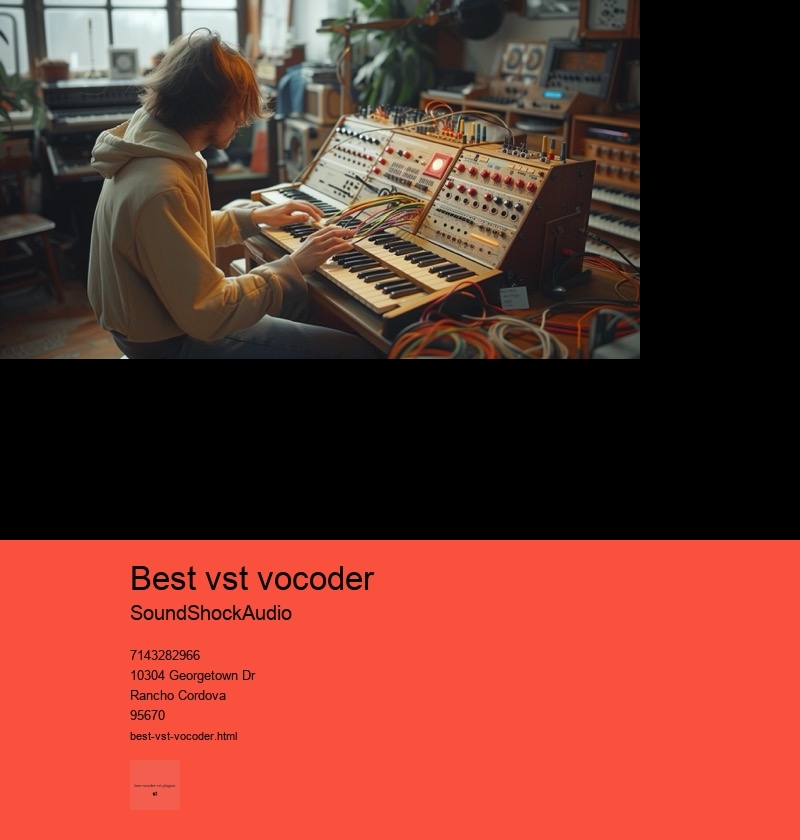 Best vst vocoder
SoundShockAudio
7143282966
10304 Georgetown Dr
Rancho Cordova
95670
best-vst-vocoder.html